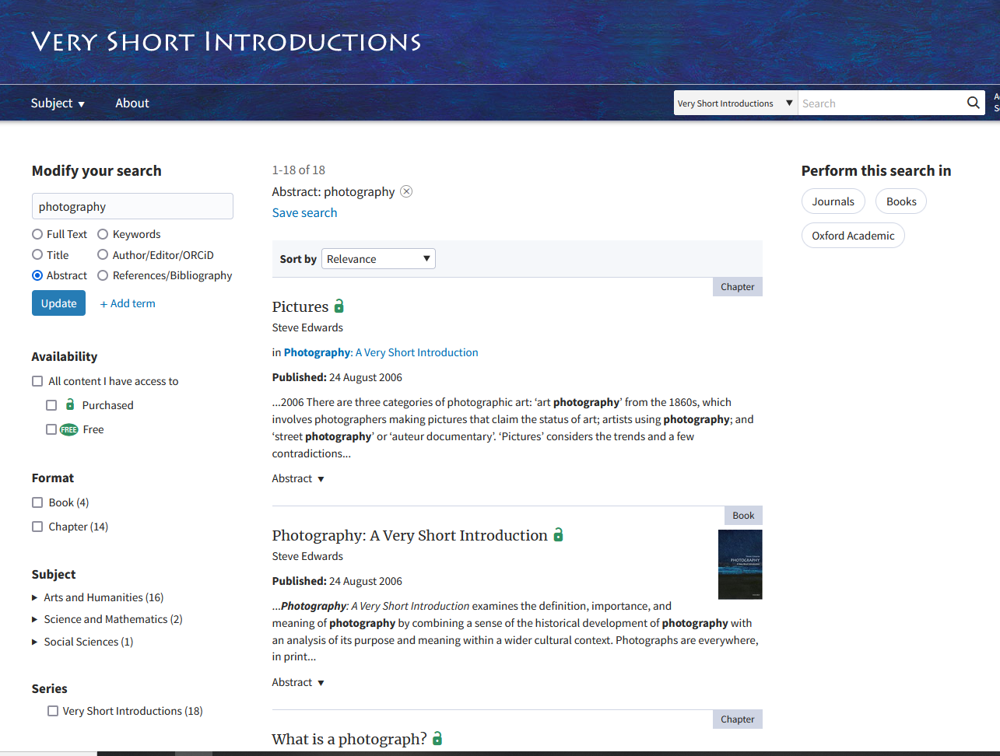 VERY SHORT INTRODUCTIONS
Subject ▼ About
Very Short Introductions ▼ Search
Modify your search
photography
Full Text Keywords
Title Author/Editor/ORCiD
Abstract References/Bibliography
Update + Add term
Availability
All content I have access to
Purchased
FREE Free
Format
Book (4)
Chapter (14)
Subject
Arts and Humanities (16)
Science and Mathematics (2)
Social Sciences (1)
Series
Very Short Introductions (18)
1-18 of 18
Abstract: photography
Save search
Sort by Relevance
Chapter
Pictures
Steve Edwards
in Photography: A Very Short Introduction
Published: 24 August 2006
...2006 There are three categories of photographic art: ‘art photography’ from the 1860s, which
involves photographers making pictures that claim the status of art; artists using photography; and
‘street photography’ or ‘auteur documentary’. ‘Pictures’ considers the trends and a few
contradictions...
Abstract ▼
Book
Photography: A Very Short Introduction
Steve Edwards
PHOTOGRAPHY
Published: 24 August 2006
...Photography: A Very Short Introduction examines the definition, importance, and
meaning of photography by combining a sense of the historical development of photography with
an analysis of its purpose and meaning within a wider cultural context. Photographs are everywhere,
in print...
Abstract ▼
Chapter
What is a photograph?
Perform this search in
Journals Books
Oxford Academic